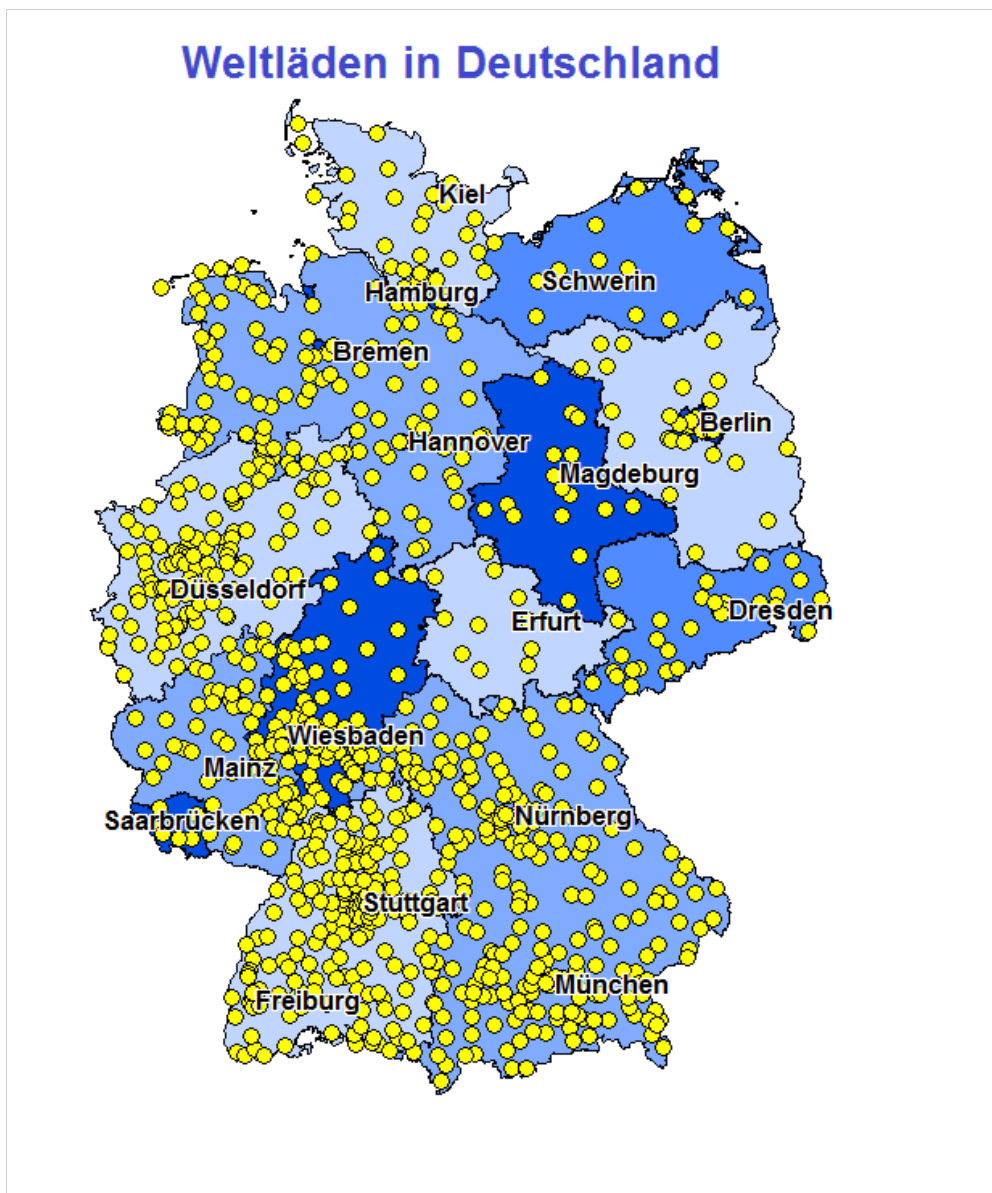 Weltläden in Deutschland
Kiel
Schwerin
Hamburg
Bremen
Berlin
Hannover
Magdeburg
Düsseldorf
Dresden
Erfurt
Wiesbaden
Mainz
Nürnberg
Saarbrücken
Stuttgart
München
Freiburg